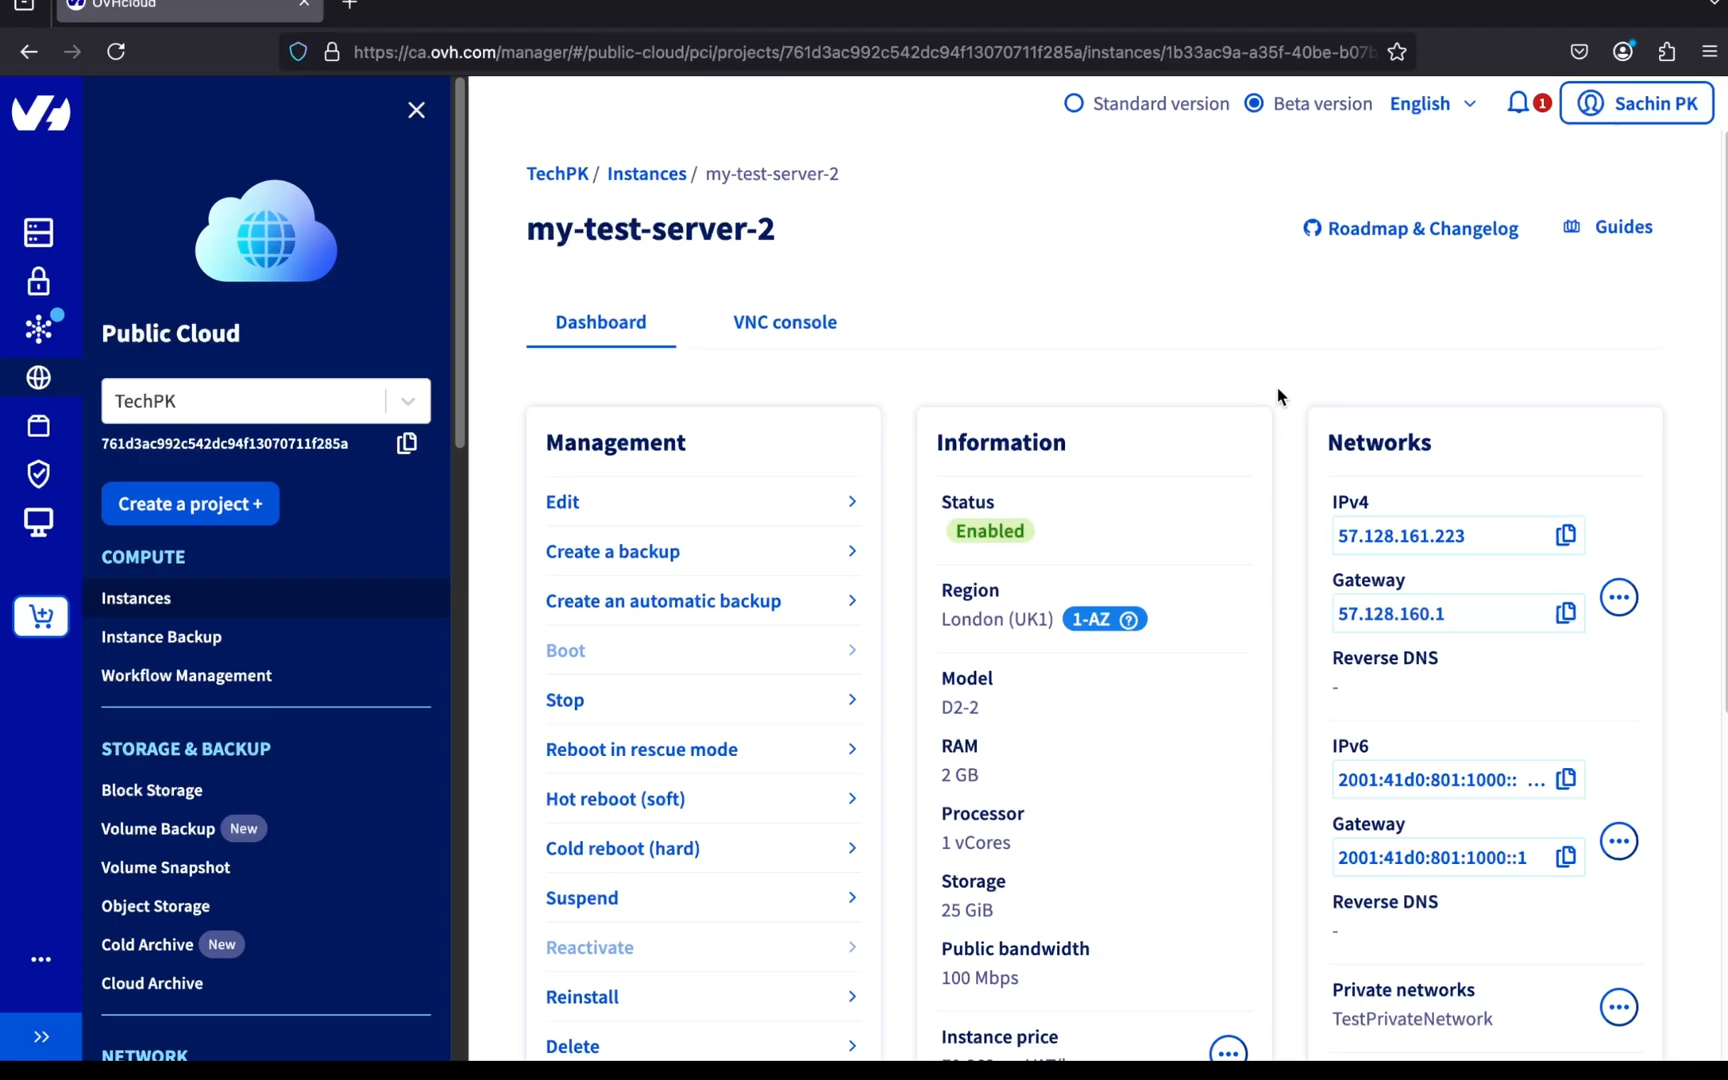 OVHcloud
https://ca.ovh.com/manager/#/public-cloud/pci/projects/761d3ac992c542dc94f13070711f285a/instances/1b33ac9a-a35f-40be-b07b
Standard version
Beta version
English
1
Sachin PK
Public Cloud
TechPK
761d3ac992c542dc94f13070711f285a
Create a project +
COMPUTE
Instances
Instance Backup
Workflow Management
STORAGE & BACKUP
Block Storage
Volume Backup New
Volume Snapshot
Object Storage
Cold Archive New
Cloud Archive
NETWORK
TechPK / Instances / my-test-server-2
my-test-server-2
Roadmap & Changelog
Guides
Dashboard
VNC console
Management
Edit
Create a backup
Create an automatic backup
Boot
Stop
Reboot in rescue mode
Hot reboot (soft)
Cold reboot (hard)
Suspend
Reactivate
Reinstall
Delete
Information
Status
Enabled
Region
London (UK1) 1-AZ
Model
D2-2
RAM
2 GB
Processor
1 vCores
Storage
25 GiB
Public bandwidth
100 Mbps
Instance price
Networks
IPv4
57.128.161.223
Gateway
57.128.160.1
Reverse DNS
-
IPv6
2001:41d0:801:1000:: ...
Gateway
2001:41d0:801:1000::1
Reverse DNS
-
Private networks
TestPrivateNetwork